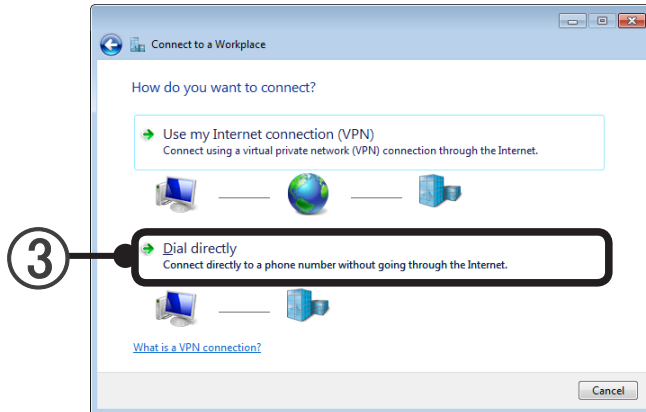 Connect to a Workplace
How do you want to connect?
Use my Internet connection (VPN)
Connect using a virtual private network (VPN) connection through the Internet.
3
Dial directly
Connect directly to a phone number without going through the Internet.
What is a VPN connection?
Cancel